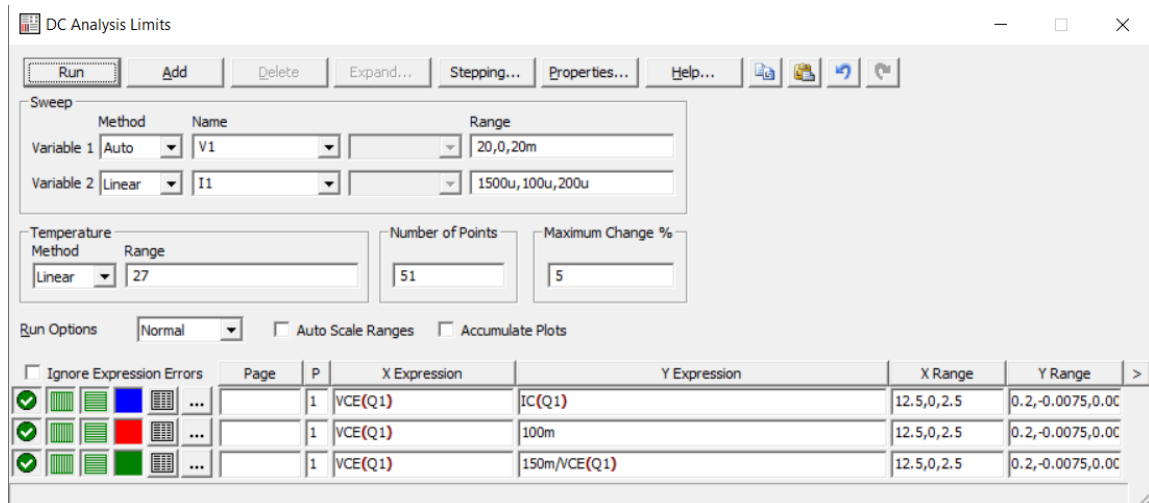 DC Analysis Limits
Run Add Delete Expand... Stepping... Properties... Help...
Sweep
Method Name Range
Variable 1 Auto V1 20,0,20m
Variable 2 Linear I1 1500u,100u,200u
Temperature Number of Points Maximum Change %
Method Range
Linear 27 51 5
Run Options Normal Auto Scale Ranges Accumulate Plots
Ignore Expression Errors Page P X Expression Y Expression X Range Y Range >
... 1 VCE(Q1) IC(Q1) 12.5,0,2.5 0.2,-0.0075,0.00
... 1 VCE(Q1) 100m 12.5,0,2.5 0.2,-0.0075,0.00
... 1 VCE(Q1) 150m/VCE(Q1) 12.5,0,2.5 0.2,-0.0075,0.00